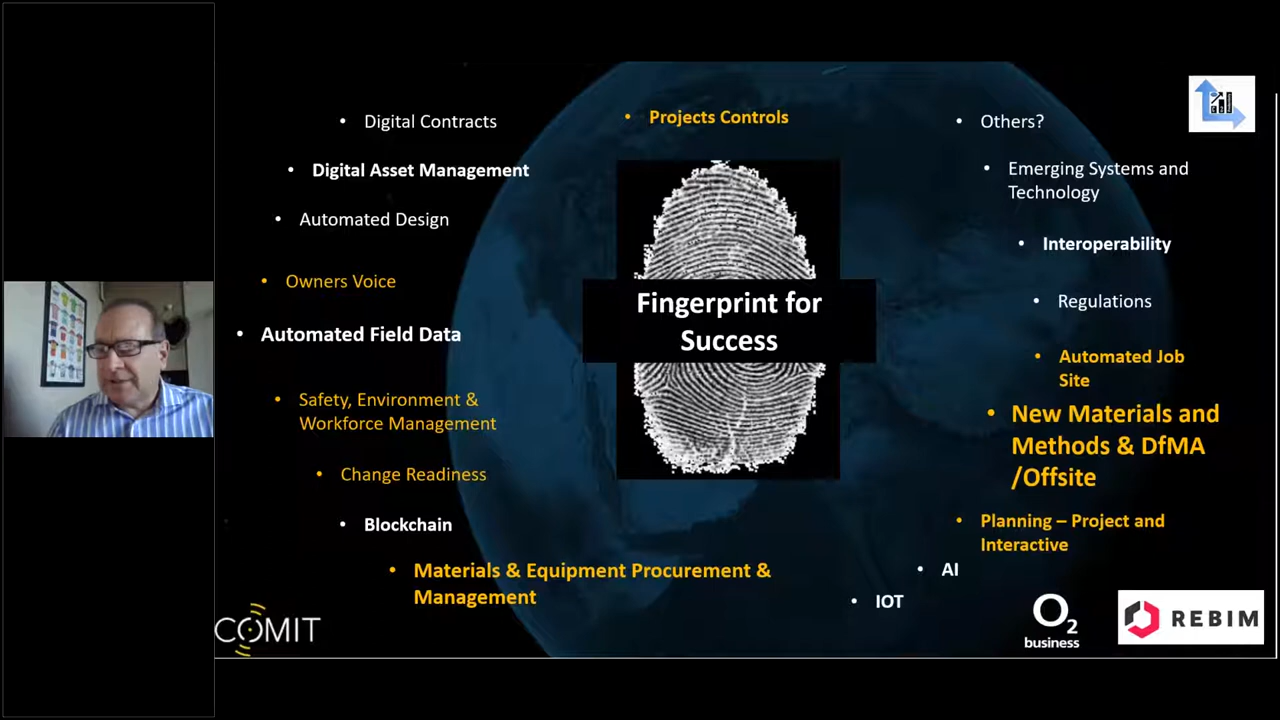 • Digital Contracts
• Digital Asset Management
• Automated Design
• Owners Voice
• Automated Field Data
• Safety, Environment &
Workforce Management
• Change Readiness
• Blockchain
• Materials & Equipment Procurement &
Management
• Projects Controls
Fingerprint for
Success
• Others?
• Emerging Systems and
Technology
• Interoperability
• Regulations
• Automated Job
Site
• New Materials and
Methods & DfMA
/Offsite
• Planning – Project and
Interactive
• AI
• IOT
COMIT
O2
business
REBIM